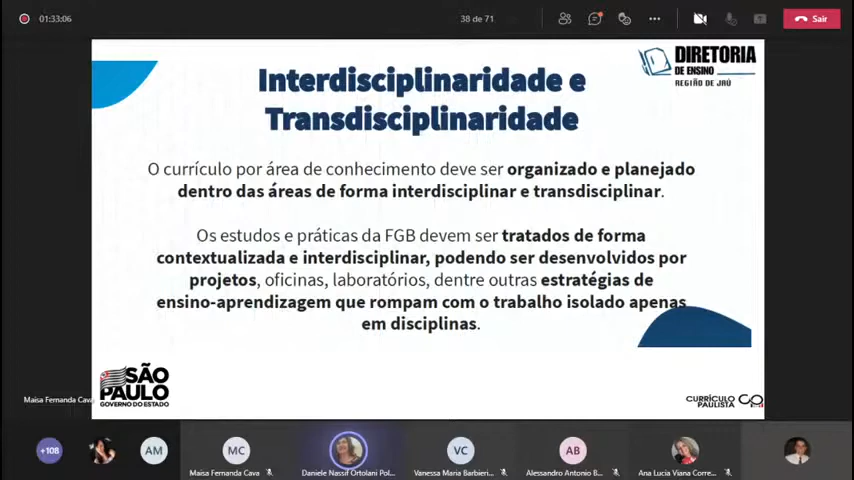 01:33:06
38 de 71
Sair
DIRETORIA
DE ENSINO
REGIÃO DE JAÚ
Interdisciplinaridade e
Transdisciplinaridade
O currículo por área de conhecimento deve ser organizado e planejado
dentro das áreas de forma interdisciplinar e transdisciplinar.
Os estudos e práticas da FGB devem ser tratados de forma
contextualizada e interdisciplinar, podendo ser desenvolvidos por
projetos, oficinas, laboratórios, dentre outras estratégias de
ensino-aprendizagem que rompam com o trabalho isolado apenas
em disciplinas.
SÃO
PAULO
GOVERNO DO ESTADO
Maisa Fernanda Cava
CURRÍCULO
PAULISTA
+108
AM
MC
VC
AB
Maisa Fernanda Cava
Daniele Nassif Ortolani Pol...
Vanessa Maria Barbieri...
Alessandro Antonio B...
Ana Lucia Viana Corre...